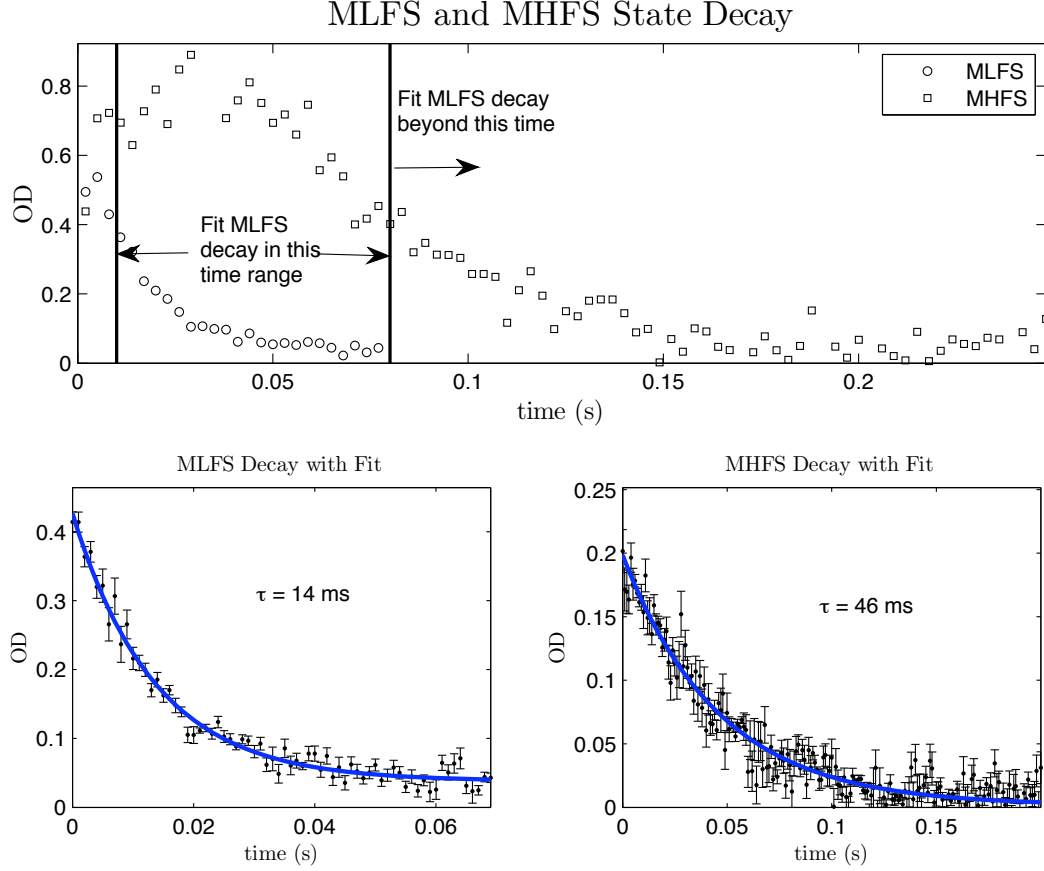 MLFS and MHFS State Decay
OD
0.8
0.6
0.4
0.2
0
0
0.05
0.1
0.15
0.2
time (s)
MLFS
MHFS
Fit MLFS decay
beyond this time
Fit MLFS
decay in this
time range
MLFS Decay with Fit
OD
0.4
0.3
0.2
0.1
0
0
0.02
0.04
0.06
time (s)
τ = 14 ms
MHFS Decay with Fit
OD
0.25
0.2
0.15
0.1
0.05
0
0
0.05
0.1
0.15
time (s)
τ = 46 ms